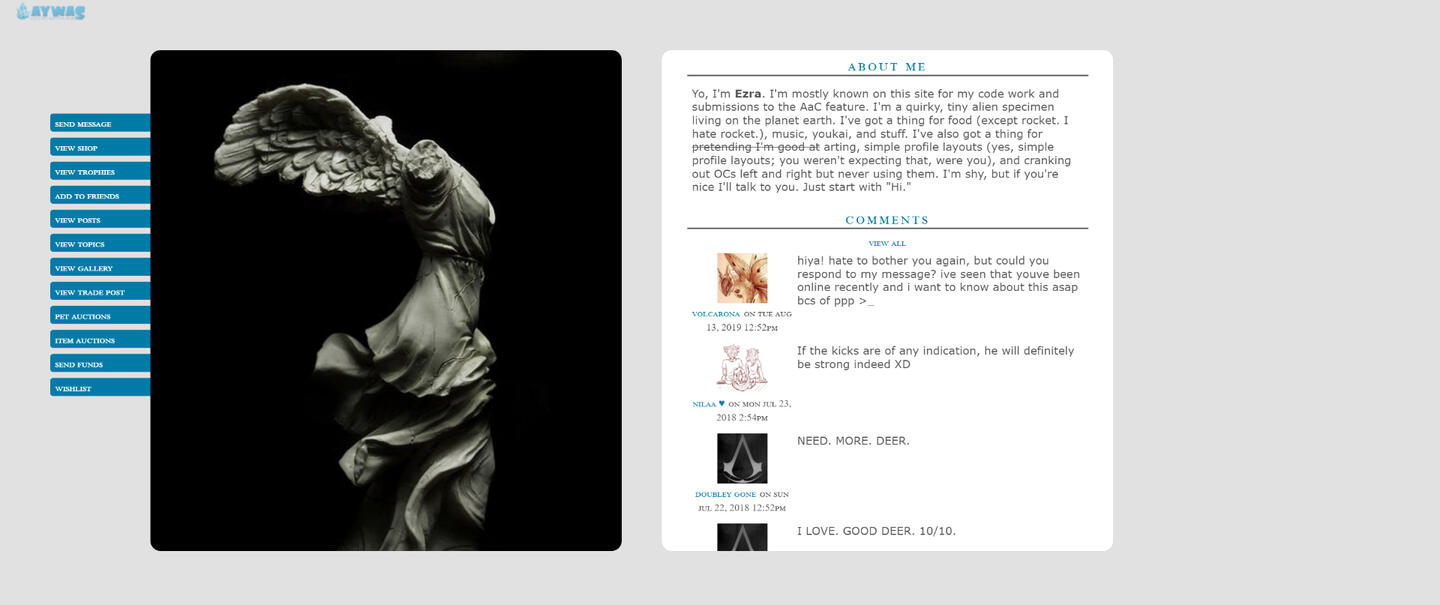 AYWAS
SEND MESSAGE
VIEW SHOP
VIEW TROPHIES
ADD TO FRIENDS
VIEW POSTS
VIEW TOPICS
VIEW GALLERY
VIEW TRADE POST
PET AUCTIONS
ITEM AUCTIONS
SEND FUNDS
WISHLIST
ABOUT ME
Yo, I'm Ezra. I'm mostly known on this site for my code work and
submissions to the AaC feature. I'm a quirky, tiny alien specimen
living on the planet earth. I've got a thing for food (except rocket. I
hate rocket.), music, youkai, and stuff. I've also got a thing for
pretending I'm good at arting, simple profile layouts (yes, simple
profile layouts; you weren't expecting that, were you), and cranking
out OCs left and right but never using them. I'm shy, but if you're
nice I'll talk to you. Just start with "Hi."
COMMENTS
VIEW ALL
hiya! hate to bother you again, but could you
respond to my message? ive seen that youve been
online recently and i want to know about this asap
bcs of ppp >_
VOLCARONA ON TUE AUG
13, 2019 12:52PM
If the kicks are of any indication, he will definitely
be strong indeed XD
NILAA ♥ ON MON JUL 23,
2018 2:54PM
NEED. MORE. DEER.
DOUBLEY GONE ON SUN
JUL 22, 2018 12:52PM
I LOVE. GOOD DEER. 10/10.